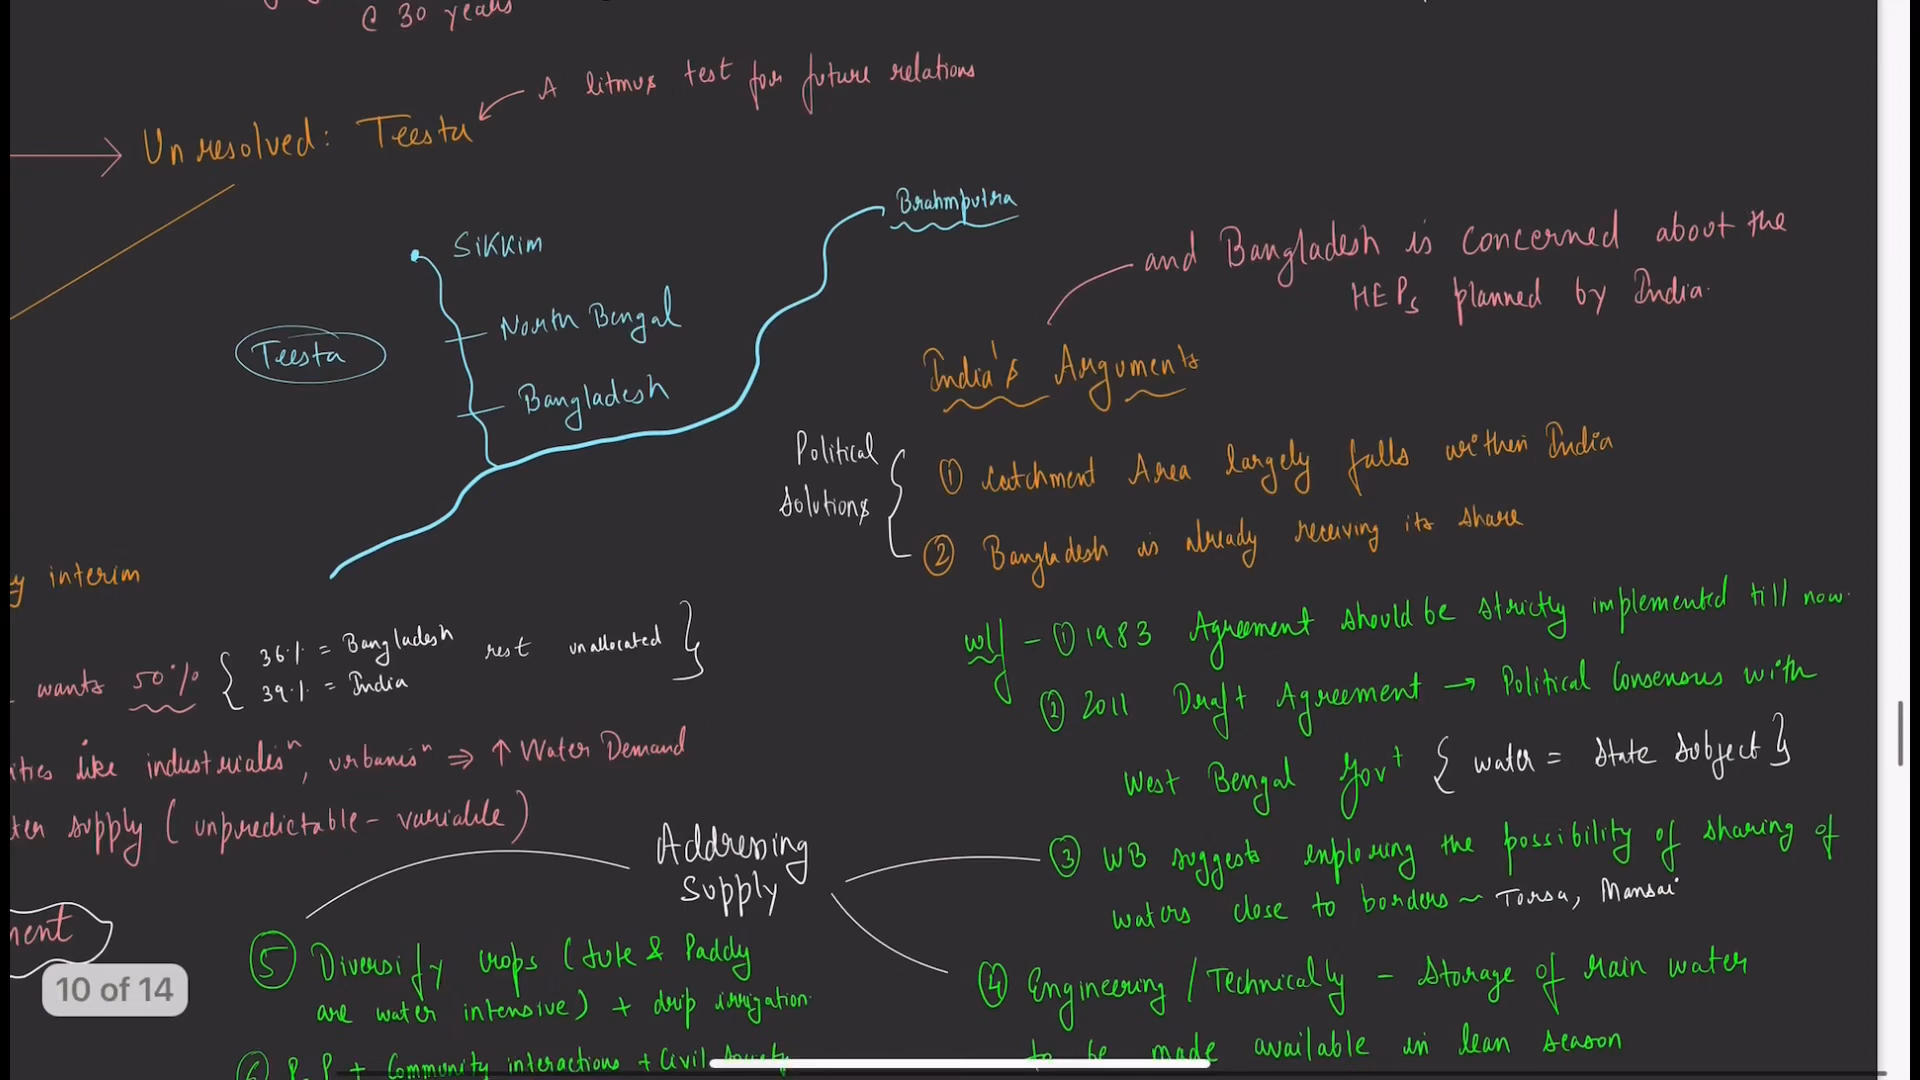 @ 30 years
A litmus test for future relations
Unresolved: Teesta
Brahmputra
Sikkim
North Bengal
Teesta
Bangladesh
and Bangladesh is concerned about the
HEPs planned by India.
India's Arguments
Political
Solutions
① Catchment Area largely falls within India
② Bangladesh is already receiving its share
y interim
36% = Bangladesh rest unallocated
39% = India
wants 50%
ities like industrialisⁿ, urbanisⁿ ⇒ ↑ Water Demand
ter supply (unpredictable - variable)
wf - ① 1983 Agreement should be strictly implemented till now.
② 2011 Draft Agreement → Political Consensus with
West Bengal Govt { water = State Subject }
Addressing
Supply
③ WB suggests exploring the possibility of sharing of
waters close to borders ~ Torsa, Mansai
ment
10 of 14
⑤ Diversify crops (Jute & Paddy
are water intensive) + drip irrigation.
④ Engineering / Technically - Storage of rain water
to be made available in lean season
⑥ P2P + Community interactions + Civil Society